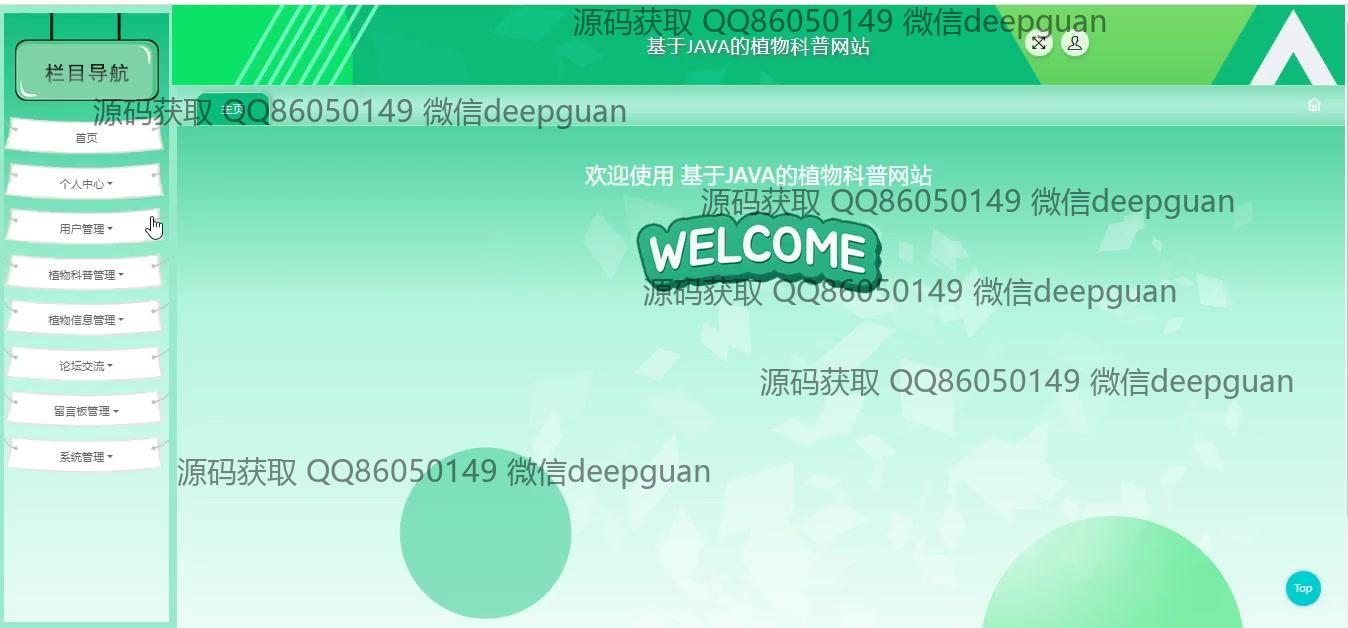 源码获取 QQ86050149 微信deepguan
基于JAVA的植物科普网站
栏目导航
源码获取 QQ86050149 微信deepguan
主页
首页
个人中心
欢迎使用 基于JAVA的植物科普网站
源码获取 QQ86050149 微信deepguan
用户管理
WELCOME
植物科普管理
源码获取 QQ86050149 微信deepguan
植物信息管理
论坛交流
源码获取 QQ86050149 微信deepguan
留言板管理
系统管理
源码获取 QQ86050149 微信deepguan
Top